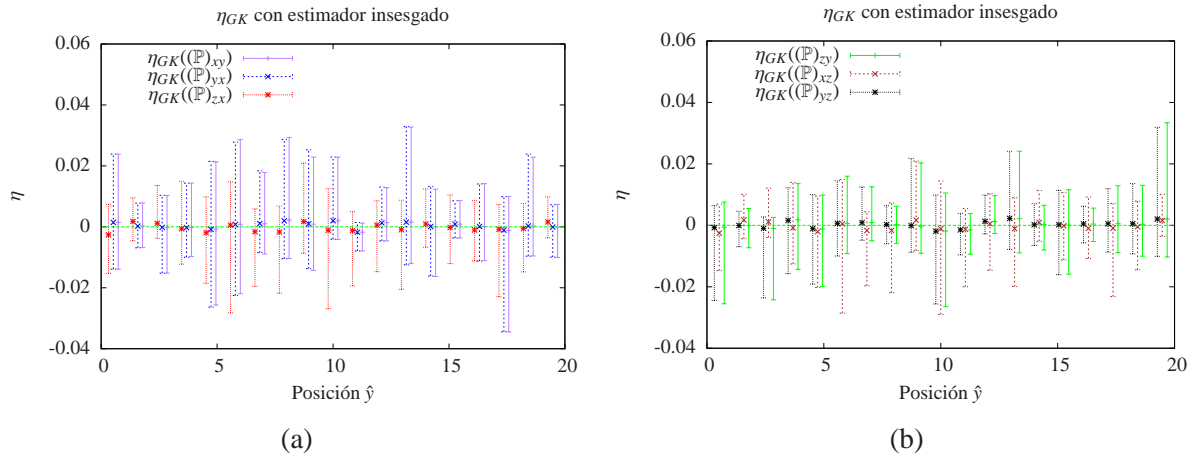 η_GK con estimador insesgado
0.06
0.04
0.02
0
-0.02
-0.04
η
η_GK((ℙ)_xy)
η_GK((ℙ)_yx)
η_GK((ℙ)_zx)
0 5 10 15 20
Posición ŷ
(a)
η_GK con estimador insesgado
0.06
0.04
0.02
0
-0.02
-0.04
η
η_GK((ℙ)_zy)
η_GK((ℙ)_xz)
η_GK((ℙ)_yz)
0 5 10 15 20
Posición ŷ
(b)